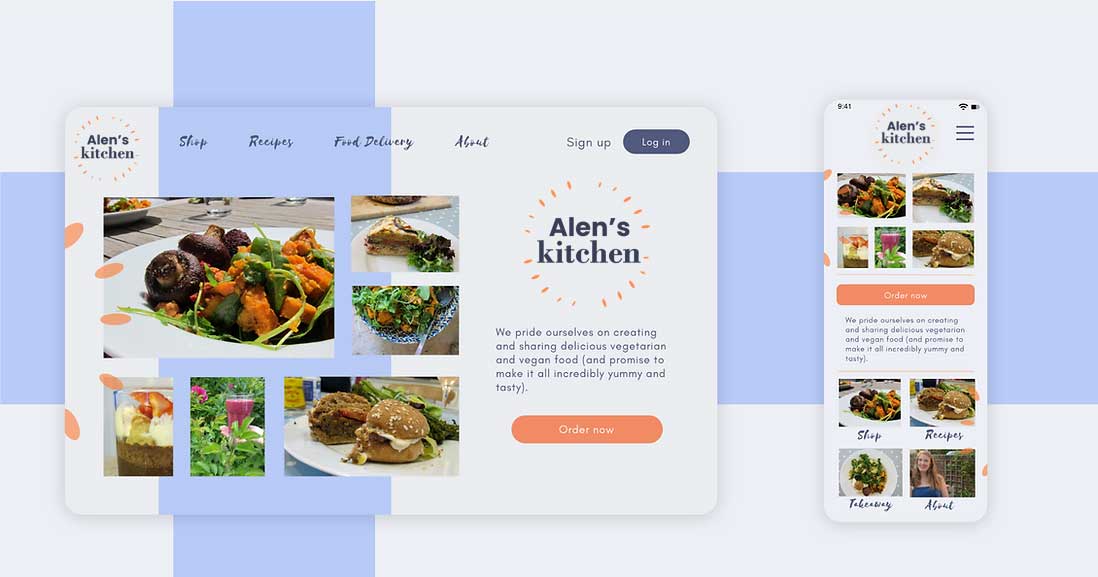 Alen's
kitchen
Shop
Recipes
Food Delivery
About
Sign up
Log in
Alen's
kitchen
We pride ourselves on creating
and sharing delicious vegetarian
and vegan food (and promise to
make it all incredibly yummy and
tasty).
Order now
9:41
Alen's
kitchen
Order now
We pride ourselves on creating
and sharing delicious vegetarian
and vegan food (and promise to
make it all incredibly yummy and
tasty).
Shop
Recipes
Takeaway
About